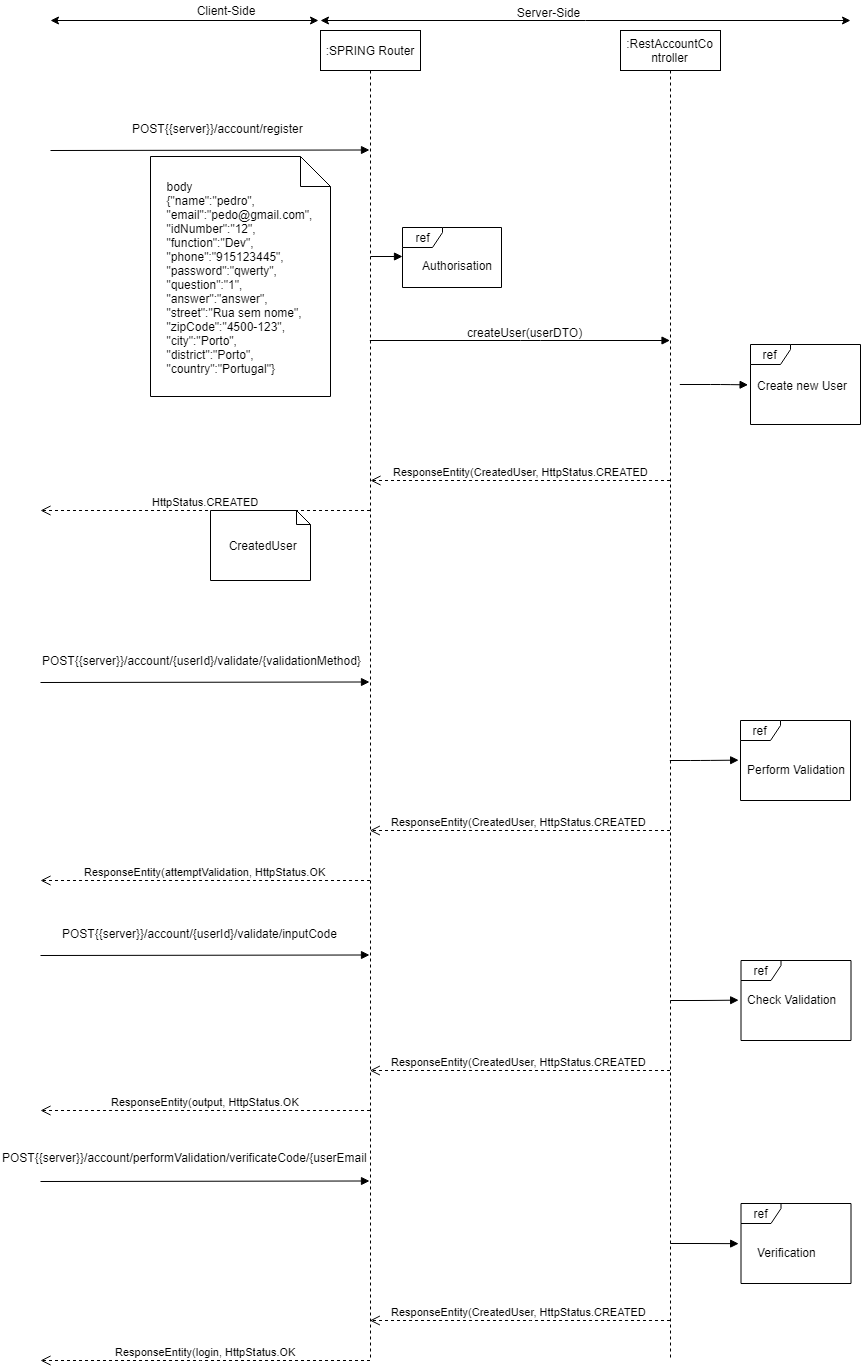 Client-Side
Server-Side
:SPRING Router
:RestAccountCo
ntroller
POST{{server}}/account/register
body
{"name":"pedro",
"email":"pedo@gmail.com",
"idNumber":"12",
"function":"Dev",
"phone":"915123445",
"password":"qwerty",
"question":"1",
"answer":"answer",
"street":"Rua sem nome",
"zipCode":"4500-123",
"city":"Porto",
"district":"Porto",
"country":"Portugal"}
ref
Authorisation
createUser(userDTO)
ref
Create new User
ResponseEntity(CreatedUser, HttpStatus.CREATED
HttpStatus.CREATED
CreatedUser
POST{{server}}/account/{userId}/validate/{validationMethod}
ref
Perform Validation
ResponseEntity(CreatedUser, HttpStatus.CREATED
ResponseEntity(attemptValidation, HttpStatus.OK
POST{{server}}/account/{userId}/validate/inputCode
ref
Check Validation
ResponseEntity(CreatedUser, HttpStatus.CREATED
ResponseEntity(output, HttpStatus.OK
POST{{server}}/account/performValidation/verificateCode/{userEmail
ref
Verification
ResponseEntity(CreatedUser, HttpStatus.CREATED
ResponseEntity(login, HttpStatus.OK